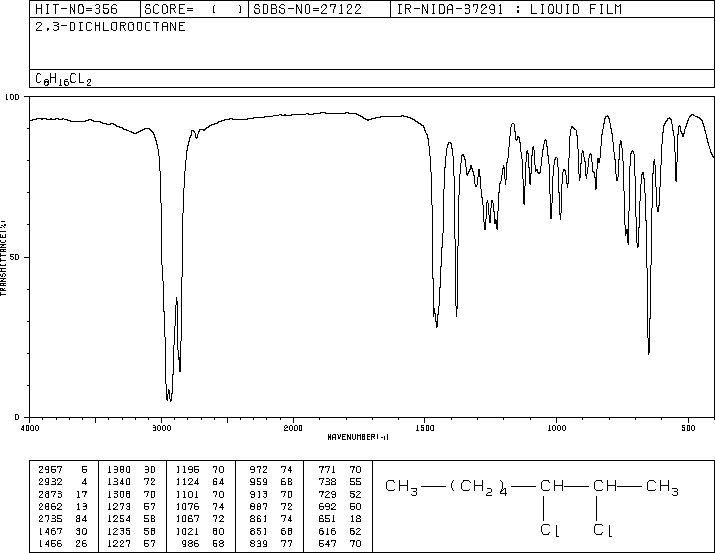 HIT-NO=356 SCORE= ( ) SDBS-NO=27122 IR-NIDA-37291 : LIQUID FILM
2,3-DICHLOROOCTANE
C8H16CL2
100
50
0
TRANSMITTANCE(%)
4000 3000 2000 1500 1000 500
WAVENUMBER(-1)
2967 6 1380 30 1196 70 972 74 771 70
2932 4 1340 72 1124 64 959 68 738 55
2873 17 1308 70 1101 70 913 70 729 52
2862 13 1273 57 1076 74 887 72 692 50
2735 84 1254 58 1067 72 861 74 651 18
1467 30 1235 58 1021 60 851 68 616 62
1456 26 1227 57 986 58 839 77 547 70
CH3 (CH2)4 CH CH CH3
Cl Cl